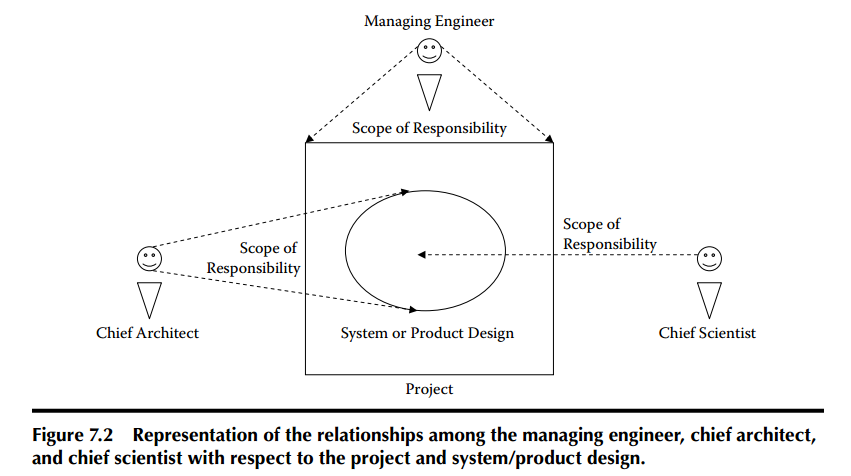 Managing Engineer
Scope of Responsibility
Scope of
Responsibility
Scope of
Responsibility
Chief Architect
System or Product Design
Chief Scientist
Project
Figure 7.2 Representation of the relationships among the managing engineer, chief architect,
and chief scientist with respect to the project and system/product design.